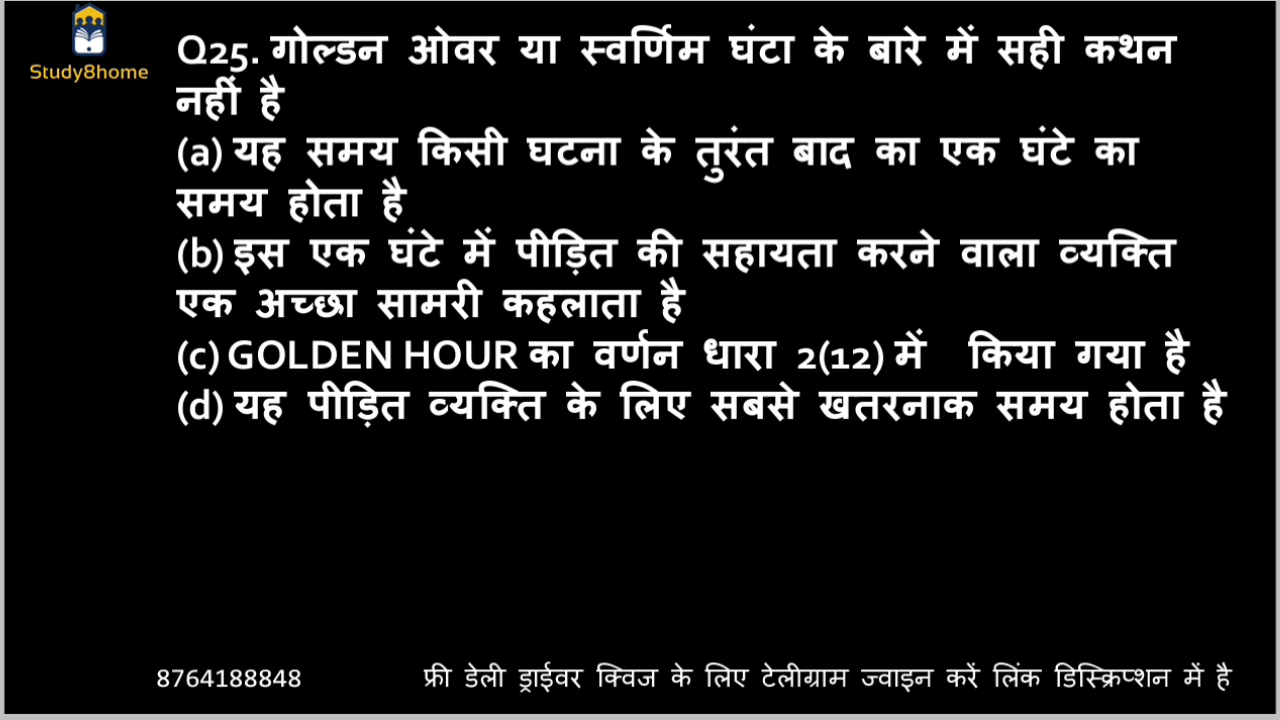 Study8home
Q25. गोल्डन ओवर या स्वर्णिम घंटा के बारे में सही कथन
नहीं है
(a) यह समय किसी घटना के तुरंत बाद का एक घंटे का
समय होता है
(b) इस एक घंटे में पीड़ित की सहायता करने वाला व्यक्ति
एक अच्छा सामरी कहलाता है
(c) GOLDEN HOUR का वर्णन धारा 2(12) में किया गया है
(d) यह पीड़ित व्यक्ति के लिए सबसे खतरनाक समय होता है
8764188848 फ्री डेली ड्राईवर क्विज के लिए टेलीग्राम ज्वाइन करें लिंक डिस्क्रिप्शन में है